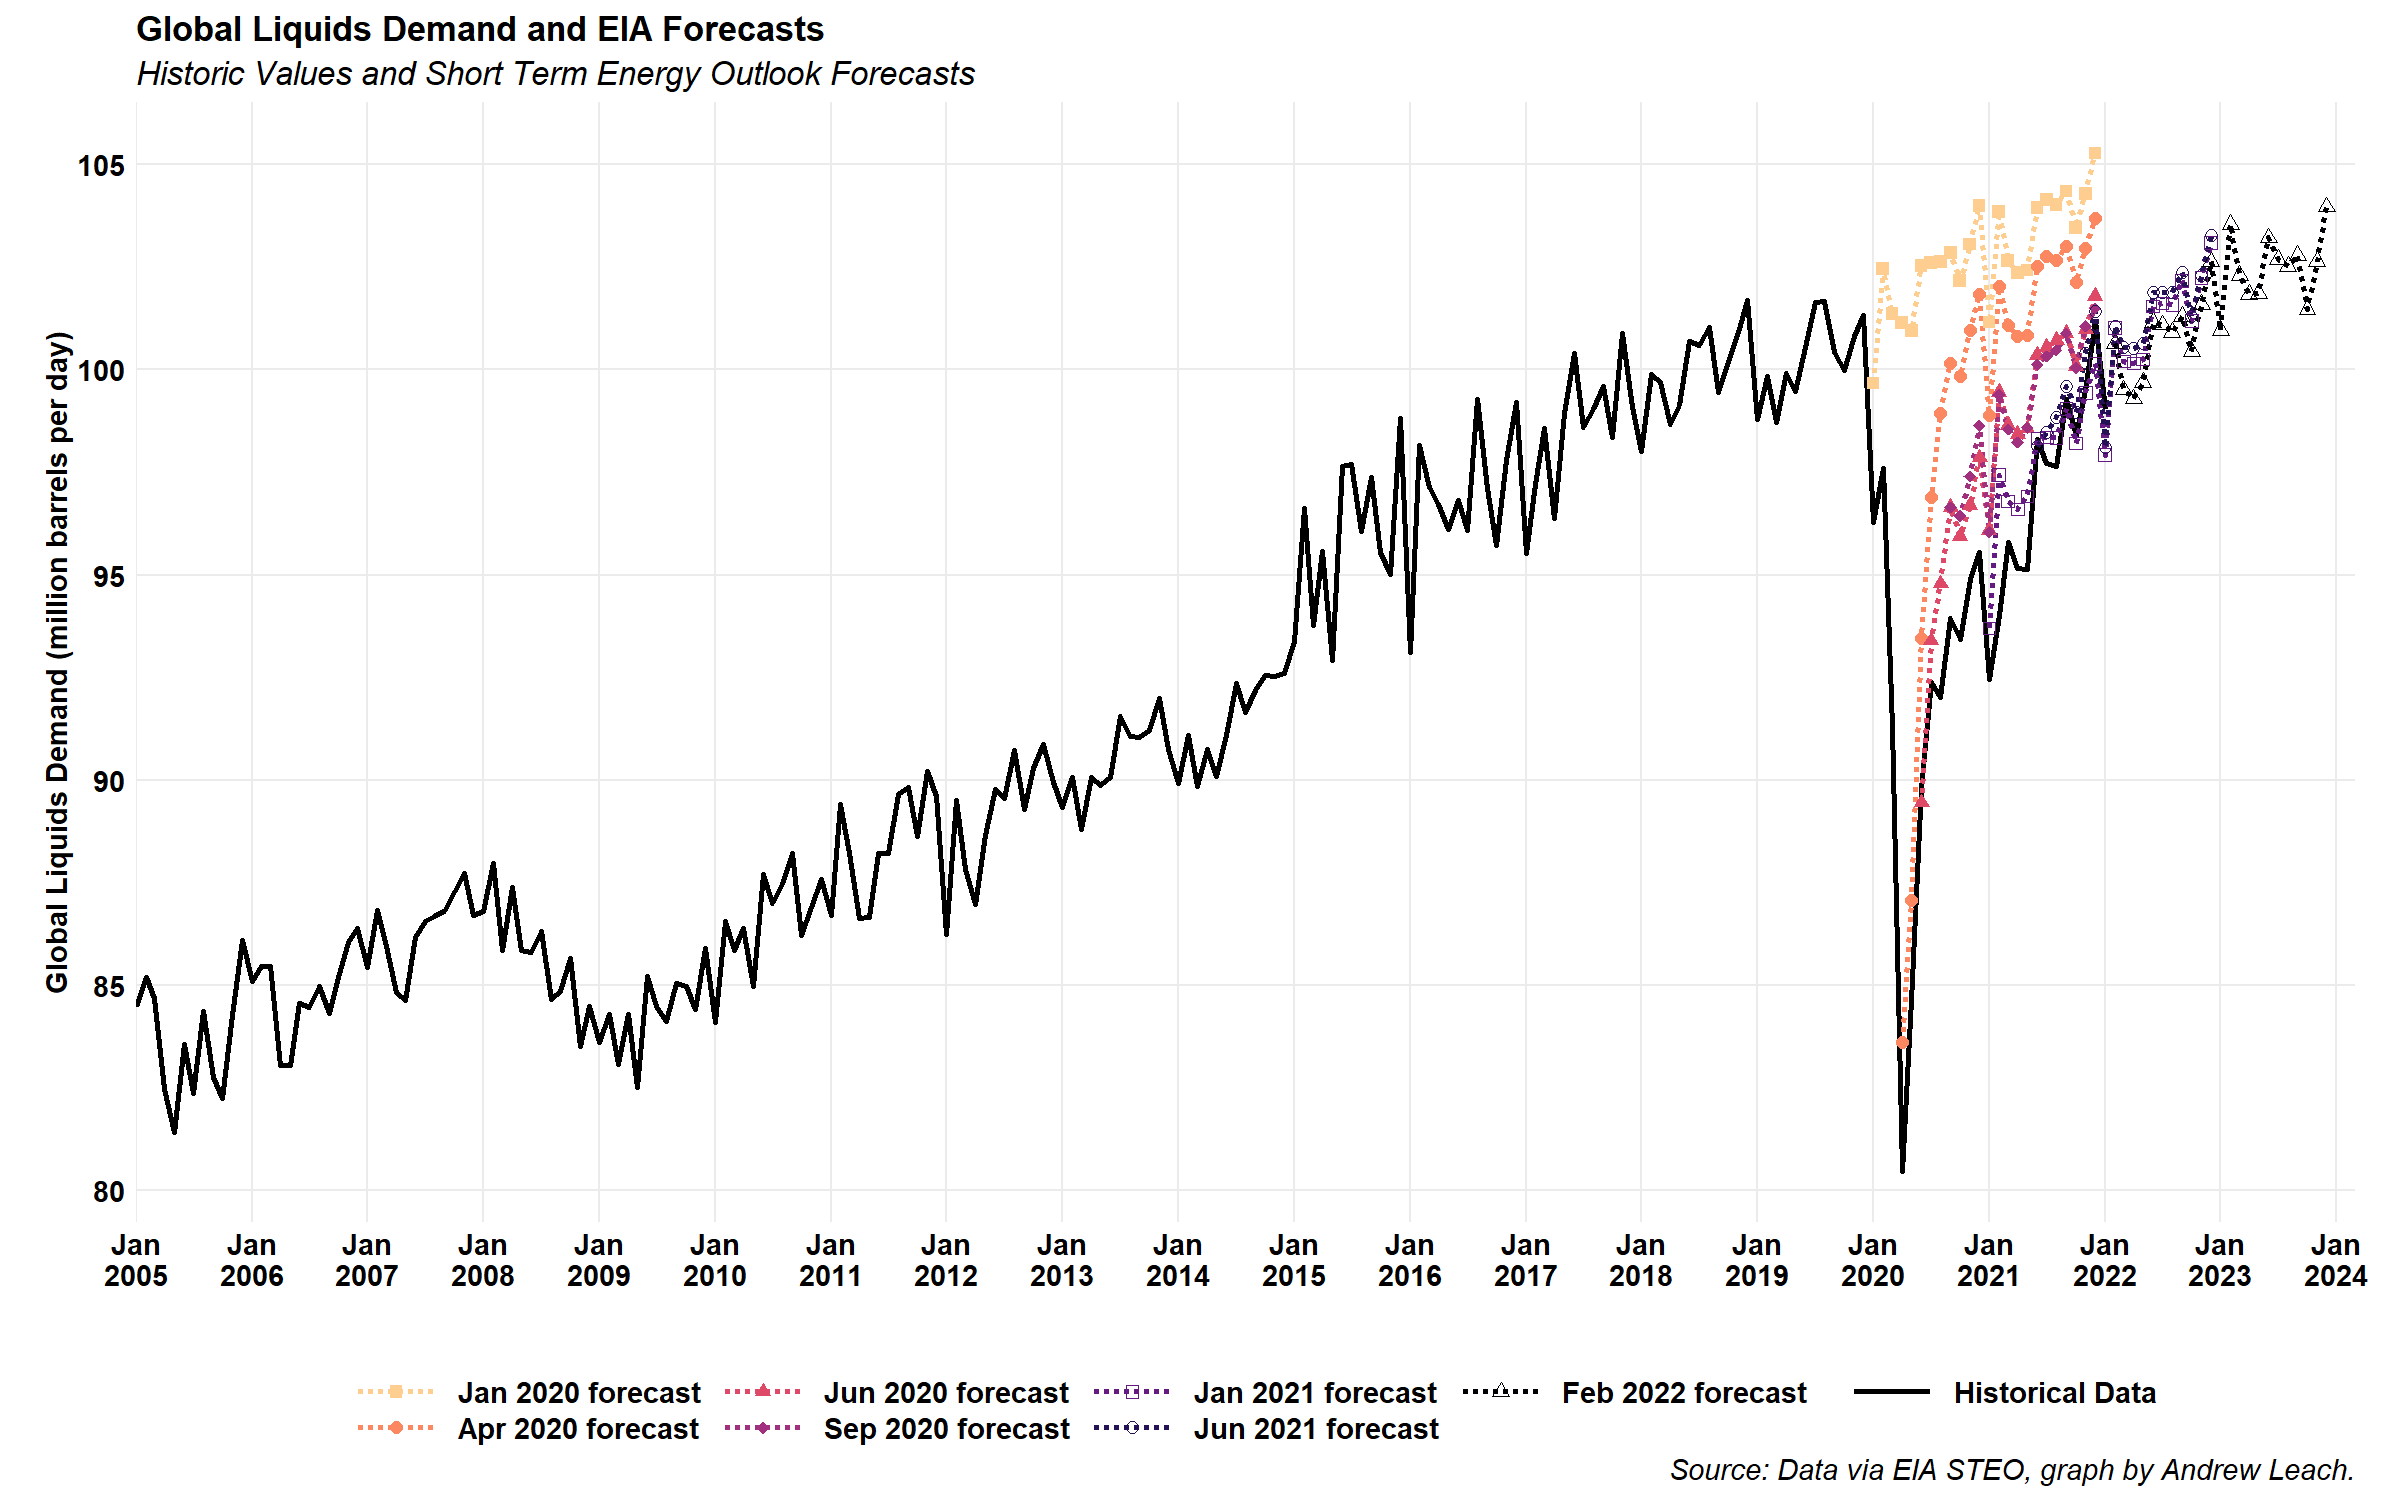 Global Liquids Demand and EIA Forecasts
Historic Values and Short Term Energy Outlook Forecasts
Global Liquids Demand (million barrels per day)
105
100
95
90
85
80
Jan Jan Jan Jan Jan Jan Jan Jan Jan Jan Jan Jan Jan Jan Jan Jan Jan Jan Jan Jan
2005 2006 2007 2008 2009 2010 2011 2012 2013 2014 2015 2016 2017 2018 2019 2020 2021 2022 2023 2024
Jan 2020 forecast Jun 2020 forecast Jan 2021 forecast Feb 2022 forecast Historical Data
Apr 2020 forecast Sep 2020 forecast Jun 2021 forecast
Source: Data via EIA STEO, graph by Andrew Leach.